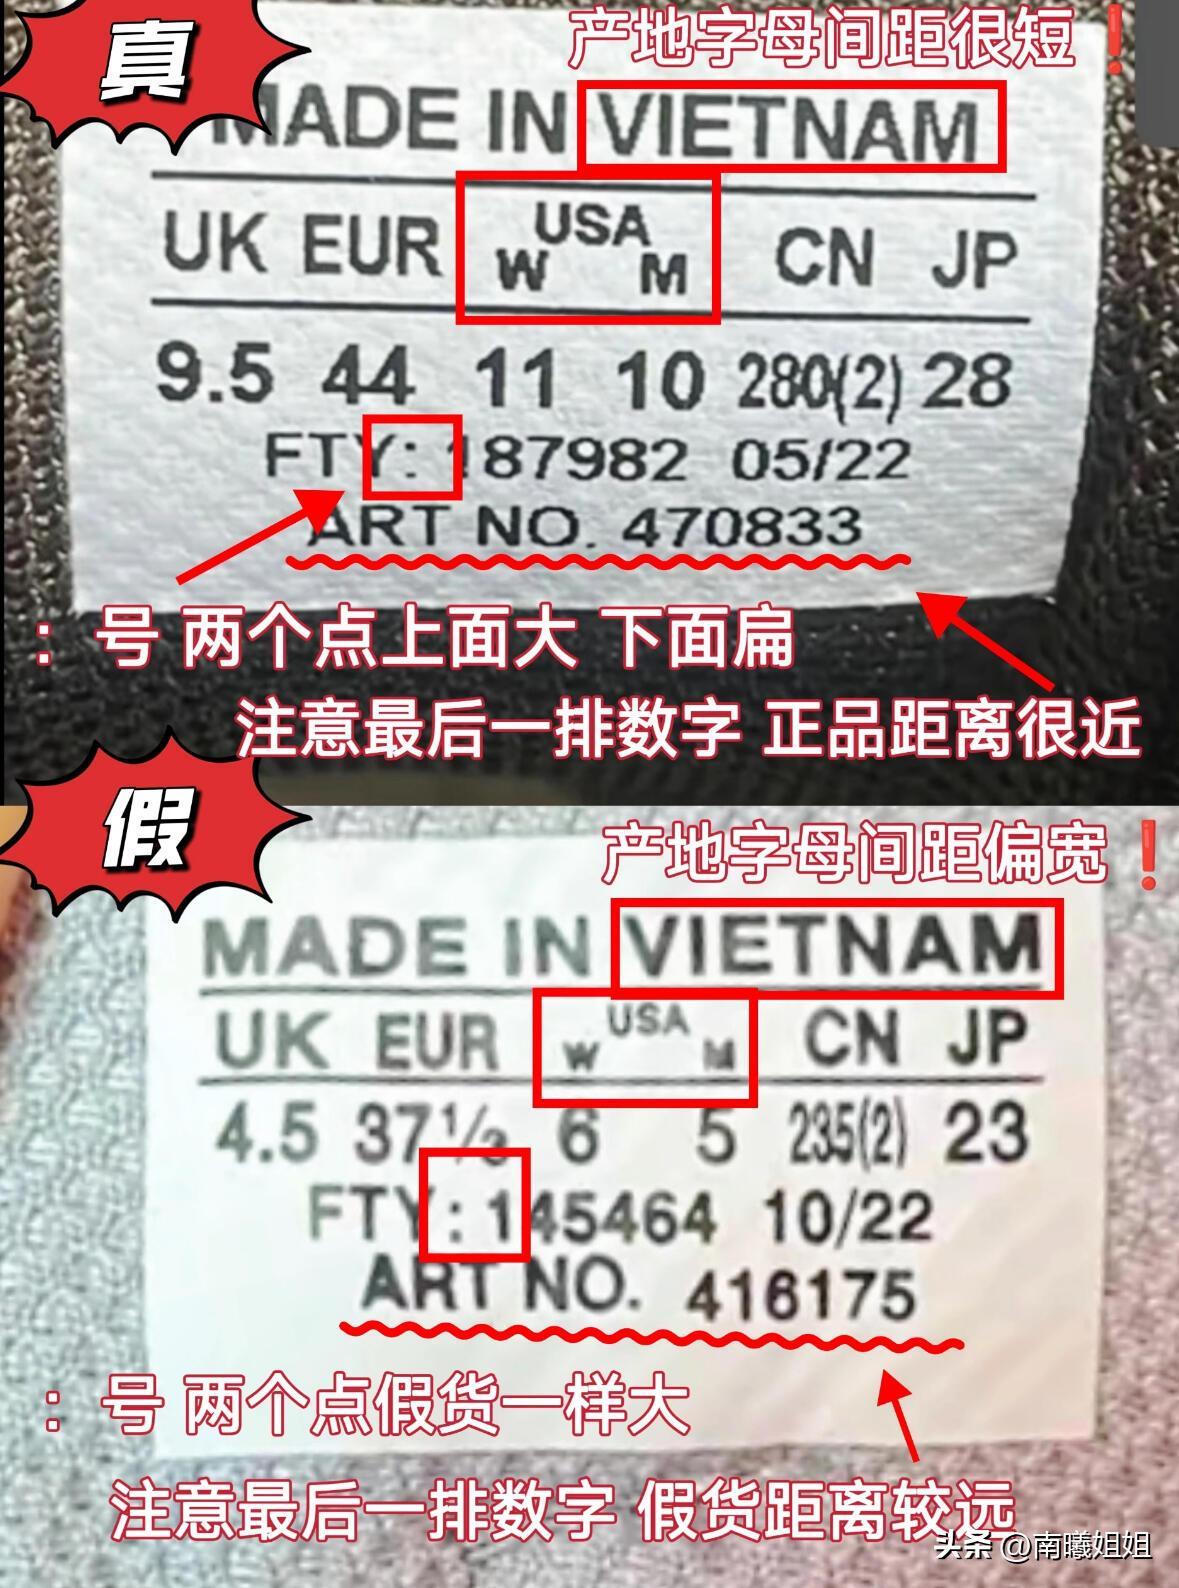 真
产地字母间距很短❗
MADE IN VIETNAM
UK EUR USA W M CN JP
9.5 44 11 10 280(2) 28
FTY: 187982 05/22
ART NO. 470833
：号 两个点上面大 下面扁
注意最后一排数字 正品距离很近
假
产地字母间距偏宽❗
MADE IN VIETNAM
UK EUR USA W M CN JP
4.5 37⅓ 6 5 235(2) 23
FTY: 145464 10/22
ART NO. 416175
：号 两个点假货一样大
注意最后一排数字 假货距离较远
头条 @南曦姐姐